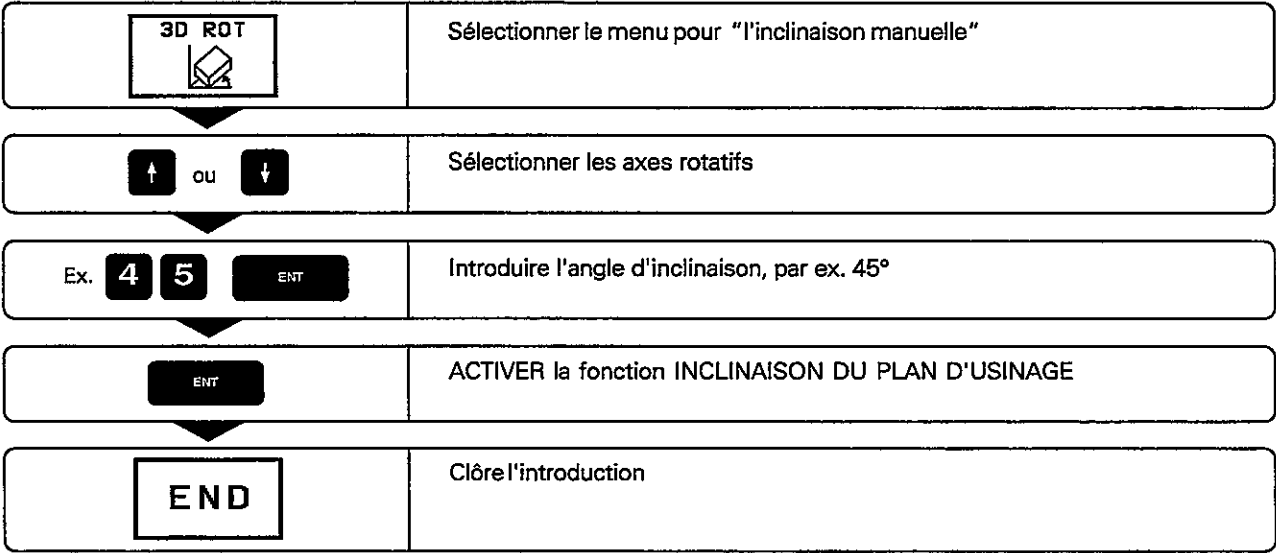 3D ROT
Sélectionner le menu pour "l'inclinaison manuelle"
ou
Sélectionner les axes rotatifs
Ex. 4 5 ENT
Introduire l'angle d'inclinaison, par ex. 45°
ENT
ACTIVER la fonction INCLINAISON DU PLAN D'USINAGE
END
Clôre l'introduction